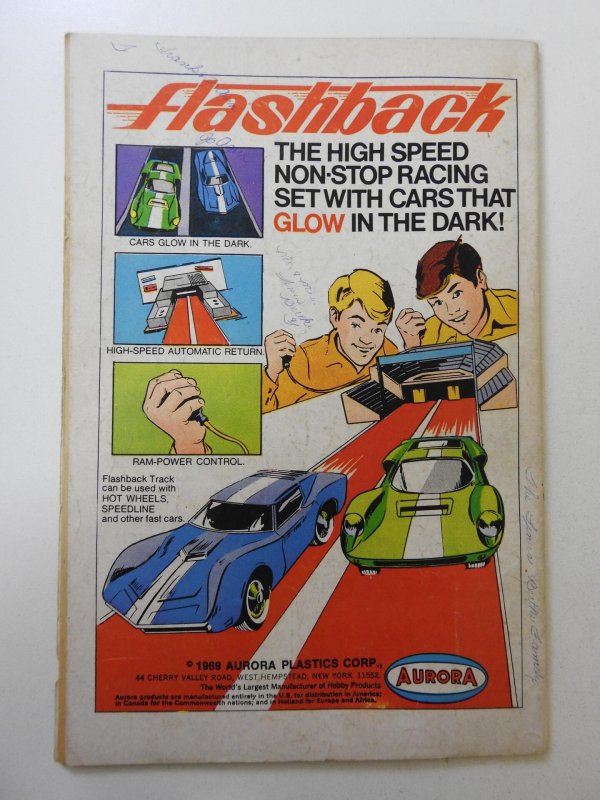 flashback
THE HIGH SPEED
NON-STOP RACING
SET WITH CARS THAT
GLOW IN THE DARK!
CARS GLOW IN THE DARK.
HIGH-SPEED AUTOMATIC RETURN.
RAM-POWER CONTROL.
Flashback Track
can be used with
HOT WHEELS,
SPEEDLINE
and other fast cars.
© 1969 AURORA PLASTICS CORP.,
44 CHERRY VALLEY ROAD, WEST HEMPSTEAD, NEW YORK 11552.
The World's Largest Manufacturer of Hobby Products
Aurora products are manufactured entirely in the U.S. for distribution in America;
in Canada for the Commonwealth nations; and in Holland for Europe and Africa.
AURORA